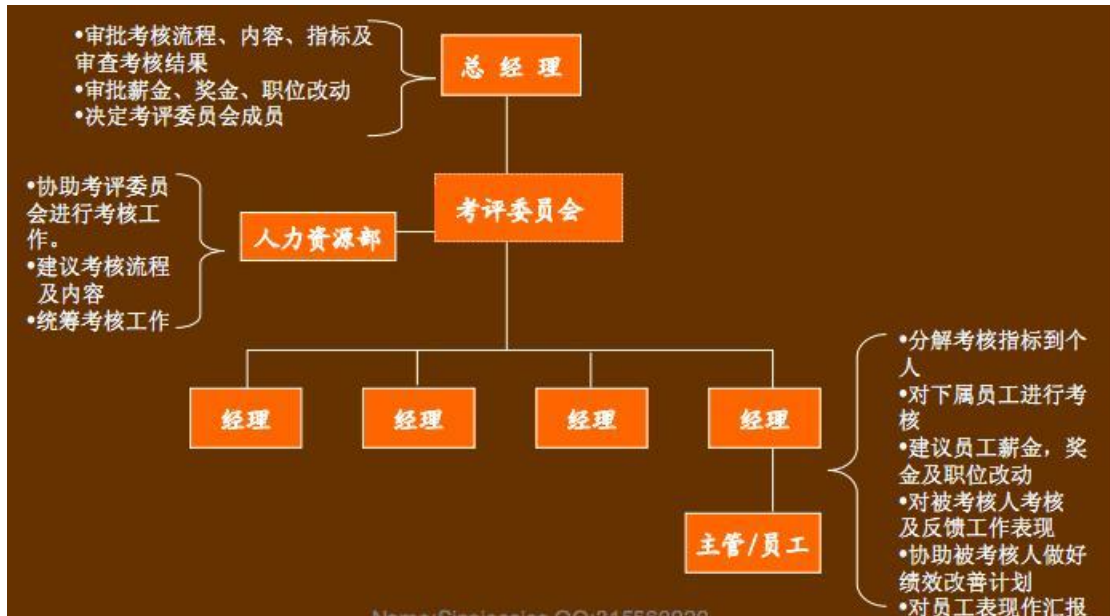 •审批考核流程、内容、指标及
审查考核结果
•审批薪金、奖金、职位改动
•决定考评委员会成员
总 经 理
•协助考评委员
会进行考核工
作。
•建议考核流程
及内容
•统筹考核工作
人力资源部
考评委员会
经理
经理
经理
经理
主管/员工
•分解考核指标到个
人
•对下属员工进行考
核
•建议员工薪金，奖
金及职位改动
•对被考核人考核
及反馈工作表现
•协助被考核人做好
绩效改善计划
•对员工表现作汇报